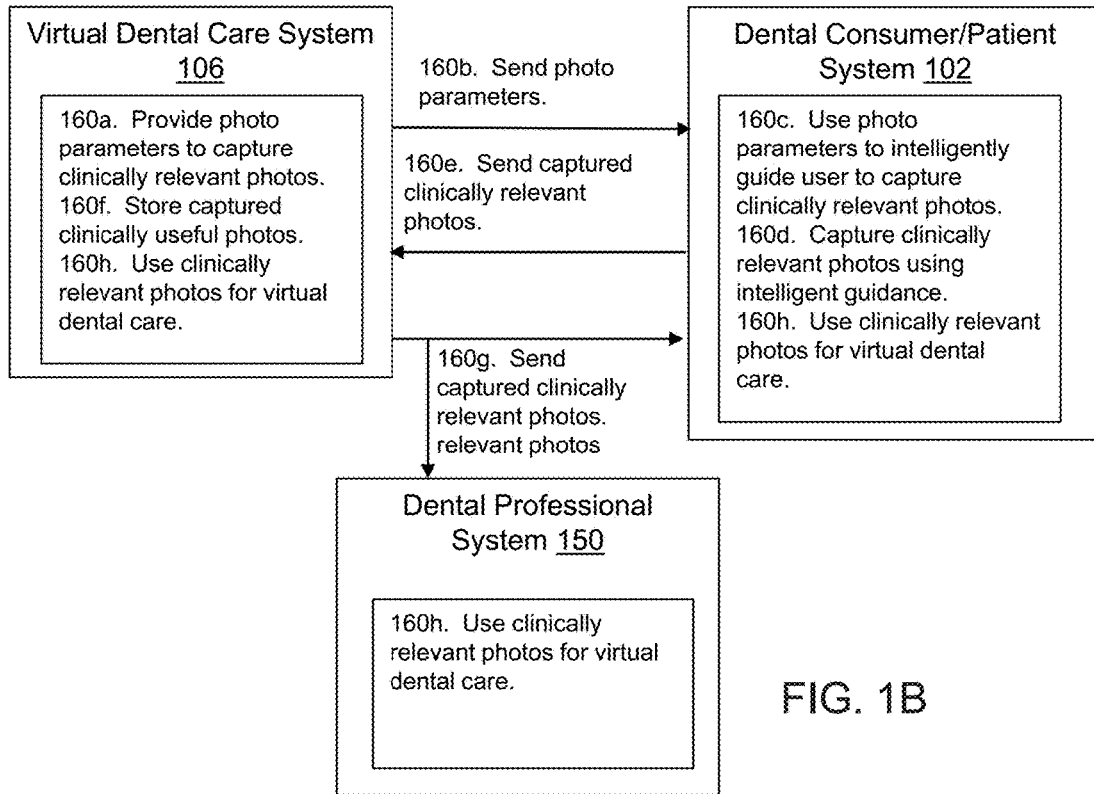 Virtual Dental Care System
106
160a. Provide photo
parameters to capture
clinically relevant photos.
160f. Store captured
clinically useful photos.
160h. Use clinically
relevant photos for virtual
dental care.
160b. Send photo
parameters.
160e. Send captured
clinically relevant
photos.
160g. Send
captured clinically
relevant photos.
relevant photos
Dental Consumer/Patient
System 102
160c. Use photo
parameters to intelligently
guide user to capture
clinically relevant photos.
160d. Capture clinically
relevant photos using
intelligent guidance.
160h. Use clinically relevant
photos for virtual dental
care.
Dental Professional
System 150
160h. Use clinically
relevant photos for virtual
dental care.
FIG. 1B